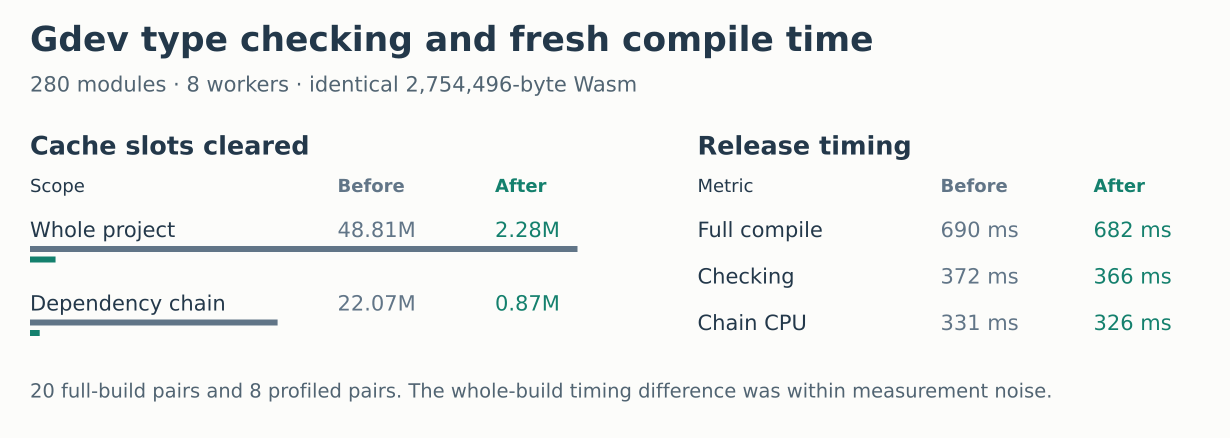 Gdev type checking and fresh compile time
280 modules · 8 workers · identical 2,754,496-byte Wasm
Cache slots cleared
Scope Before After
Whole project 48.81M 2.28M
Dependency chain 22.07M 0.87M
Release timing
Metric Before After
Full compile 690 ms 682 ms
Checking 372 ms 366 ms
Chain CPU 331 ms 326 ms
20 full-build pairs and 8 profiled pairs. The whole-build timing difference was within measurement noise.